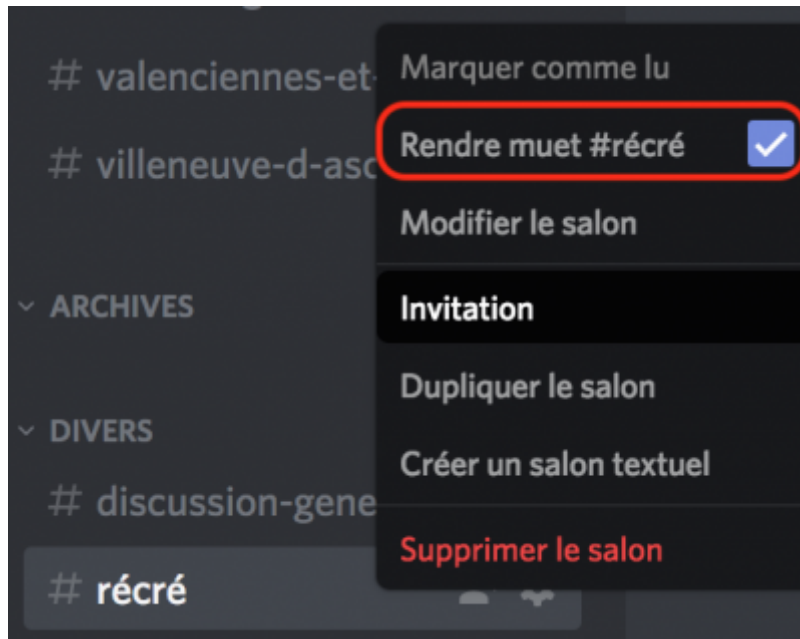 # valenciennes-et-
# villeneuve-d-asc
ARCHIVES
DIVERS
# discussion-gene
# récré
Marquer comme lu
Rendre muet #récré
Modifier le salon
Invitation
Dupliquer le salon
Créer un salon textuel
Supprimer le salon